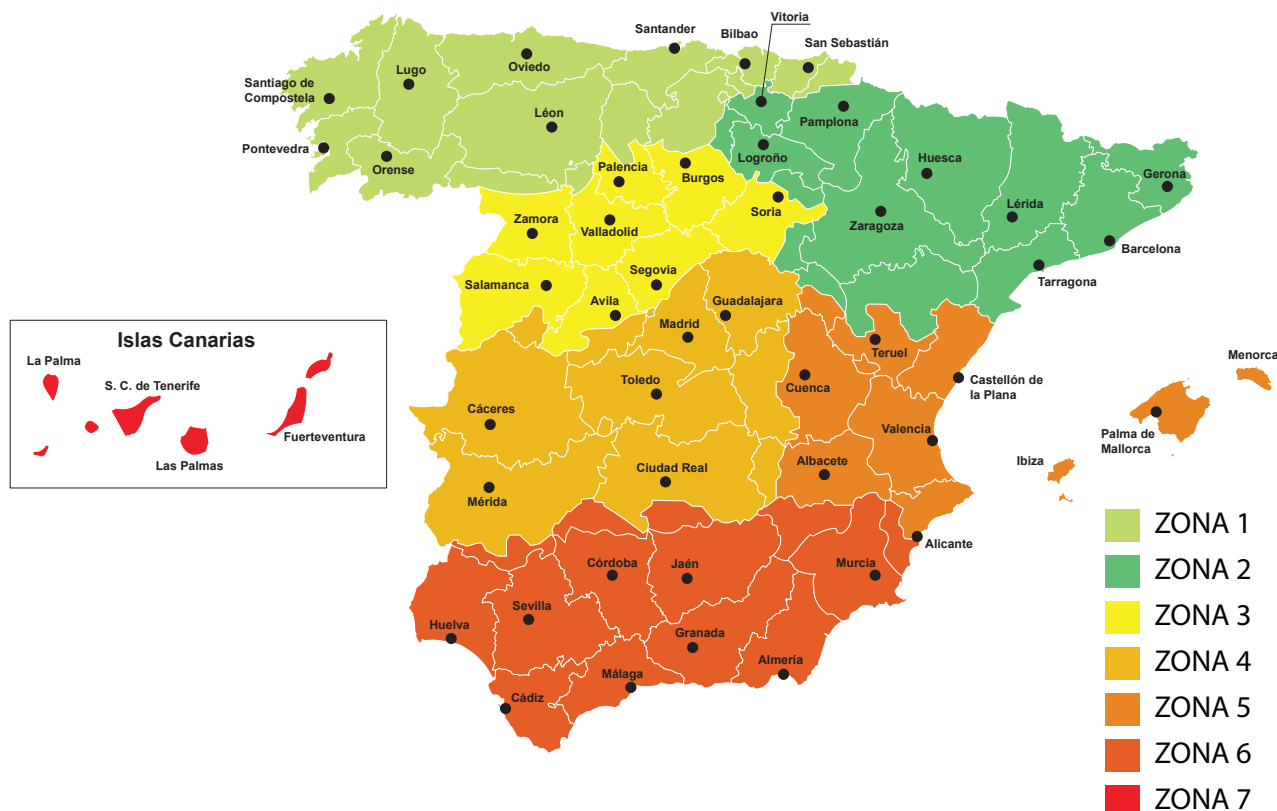 Vitoria
Santander
Bilbao
San Sebastián
Oviedo
Lugo
Santiago de
Compostela
Léon
Pamplona
Pontevedra
Orense
Logroño
Huesca
Palencia
Burgos
Gerona
Soria
Lérida
Zamora
Valladolid
Zaragoza
Barcelona
Segovia
Salamanca
Tarragona
Avila
Guadalajara
Madrid
Islas Canarias
La Palma
S. C. de Tenerife
Fuerteventura
Las Palmas
Teruel
Menorca
Toledo
Cuenca
Castellón de
la Plana
Cáceres
Valencia
Palma de
Mallorca
Ibiza
Ciudad Real
Albacete
Mérida
Alicante
Córdoba
Jaén
Murcia
Sevilla
Huelva
Granada
Almería
Málaga
Cádiz
ZONA 1
ZONA 2
ZONA 3
ZONA 4
ZONA 5
ZONA 6
ZONA 7